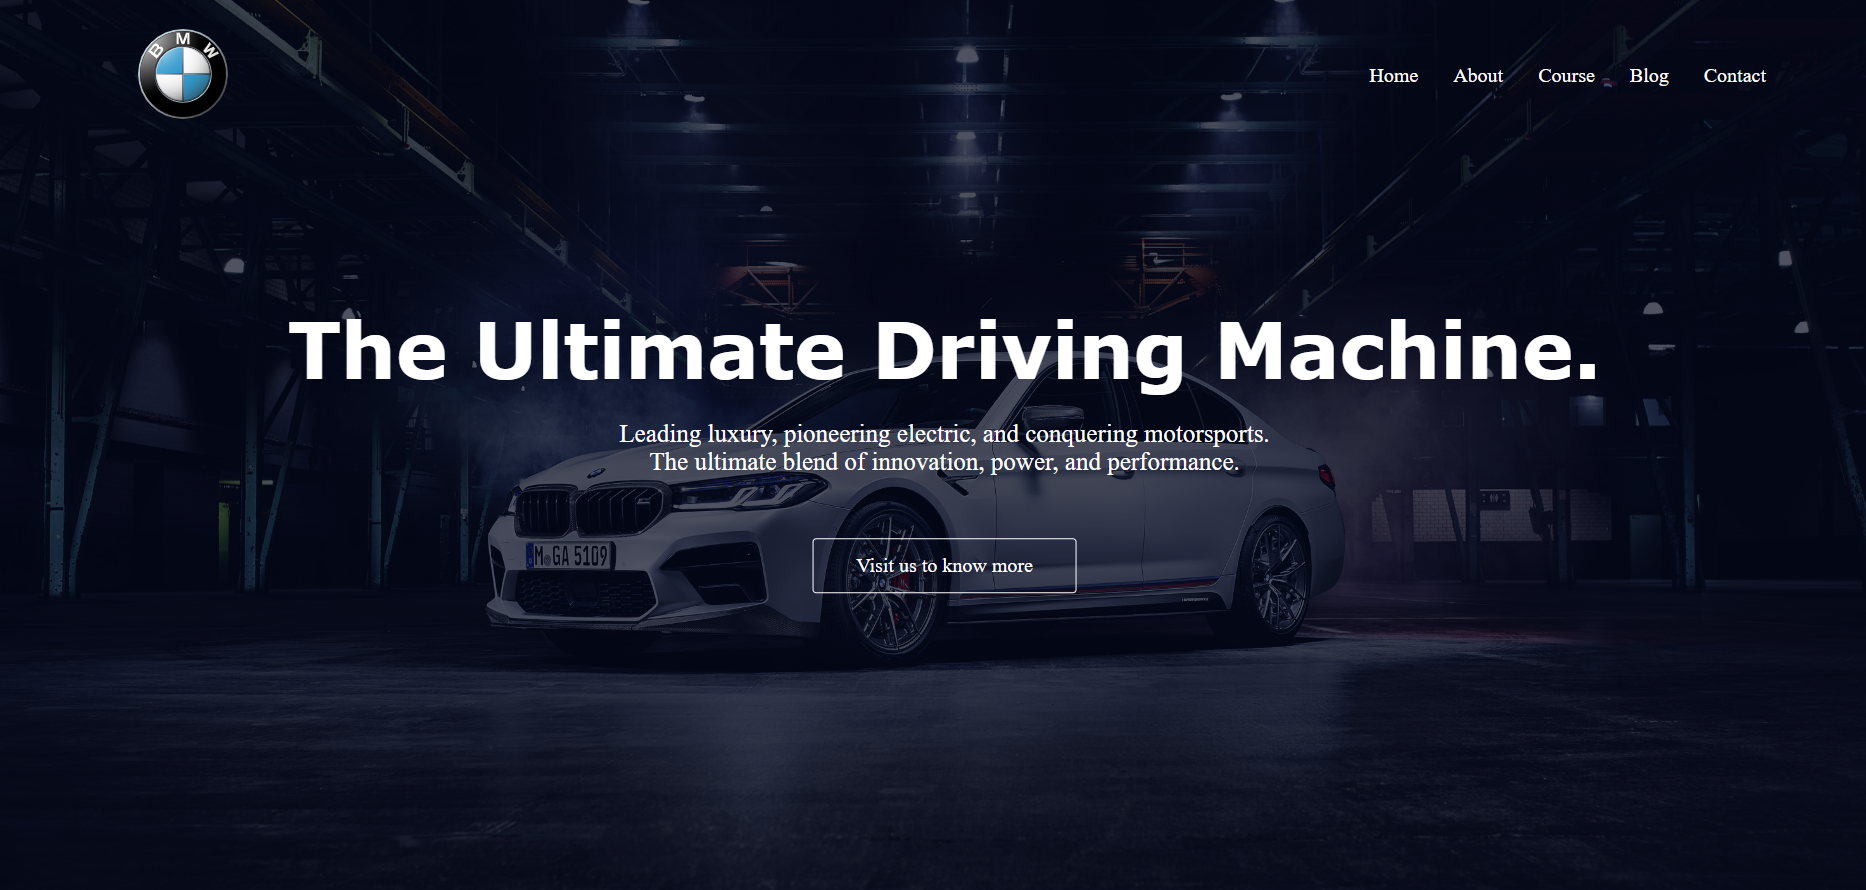 BMW
Home About Course Blog Contact
The Ultimate Driving Machine.
Leading luxury, pioneering electric, and conquering motorsports.
The ultimate blend of innovation, power, and performance.
M GA 5109
Visit us to know more